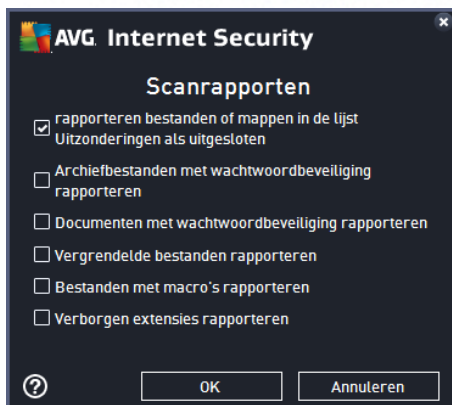 AVG. Internet Security
Scanrapporten
rapporteren bestanden of mappen in de lijst
Uitzonderingen als uitgesloten
Archiefbestanden met wachtwoordbeveiliging
rapporteren
Documenten met wachtwoordbeveiliging rapporteren
Vergrendelde bestanden rapporteren
Bestanden met macro's rapporteren
Verborgen extensies rapporteren
? OK Annuleren